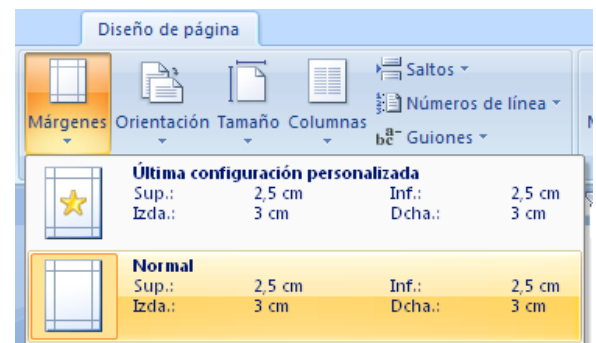 Diseño de página
Márgenes Orientación Tamaño Columnas
Saltos
Números de línea
Guiones
Última configuración personalizada
Sup.: 2,5 cm Inf.: 2,5 cm
Izda.: 3 cm Dcha.: 3 cm
Normal
Sup.: 2,5 cm Inf.: 2,5 cm
Izda.: 3 cm Dcha.: 3 cm